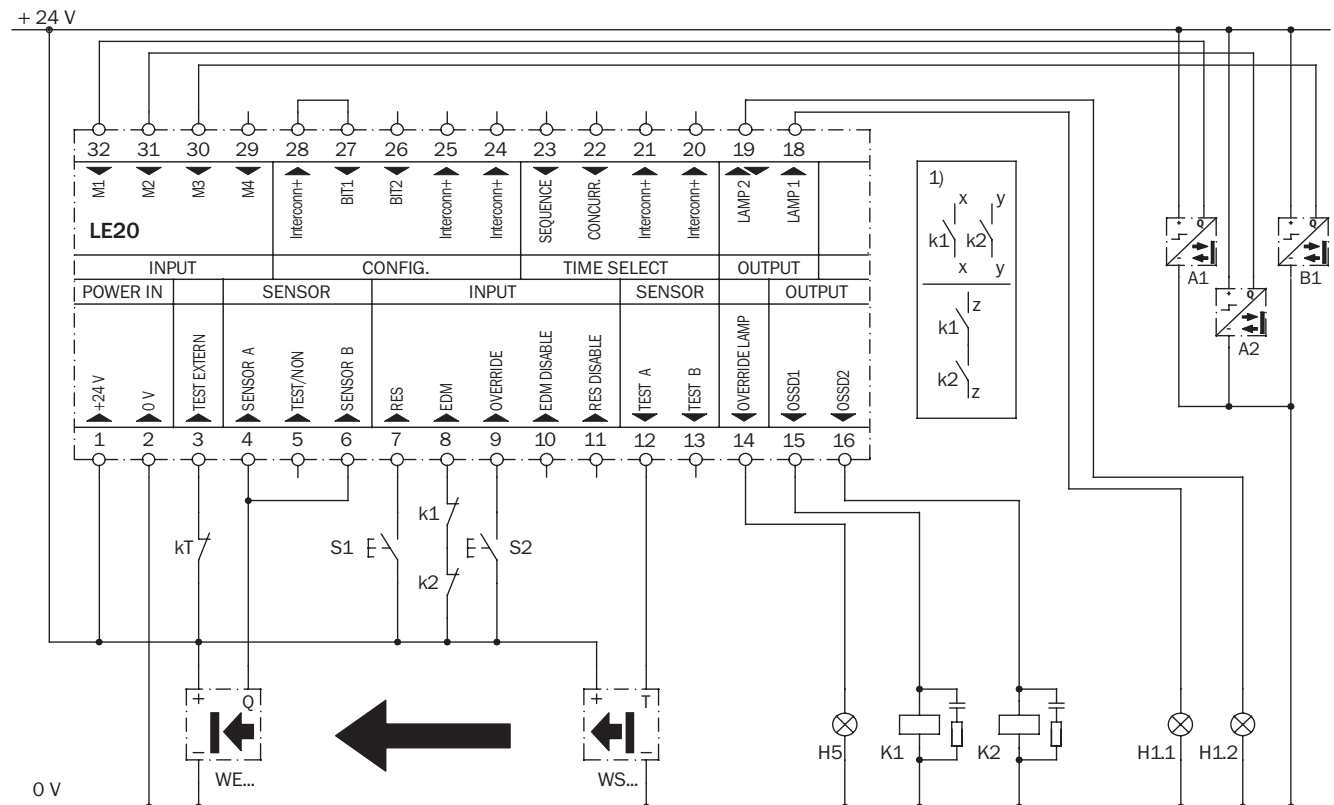 + 24 V
32 31 30 29 28 27 26 25 24 23 22 21 20 19 18
M1 M2 M3 M4 Interconn+ BIT1 BIT2 Interconn+ Interconn+ SEQUENCE CONCURR. Interconn+ Interconn+ LAMP 2 LAMP 1
LE20
INPUT CONFIG. TIME SELECT OUTPUT
POWER IN SENSOR INPUT SENSOR OUTPUT
+24 V 0 V TEST EXTERN SENSOR A TEST/NON SENSOR B RES EDM OVERRIDE EDM DISABLE RES DISABLE TEST A TEST B OVERRIDE LAMP OSSD1 OSSD2
1 2 3 4 5 6 7 8 9 10 11 12 13 14 15 16
1)
x y
k1 k2
x y
z
k1
k2
z
+ Q
-
A1
+ Q
-
A2
+ Q
-
B1
kT S1 k1 S2
k2
+ Q
−
WE...
+ T
−
WS...
H5 K1 K2 H1.1 H1.2
0 V